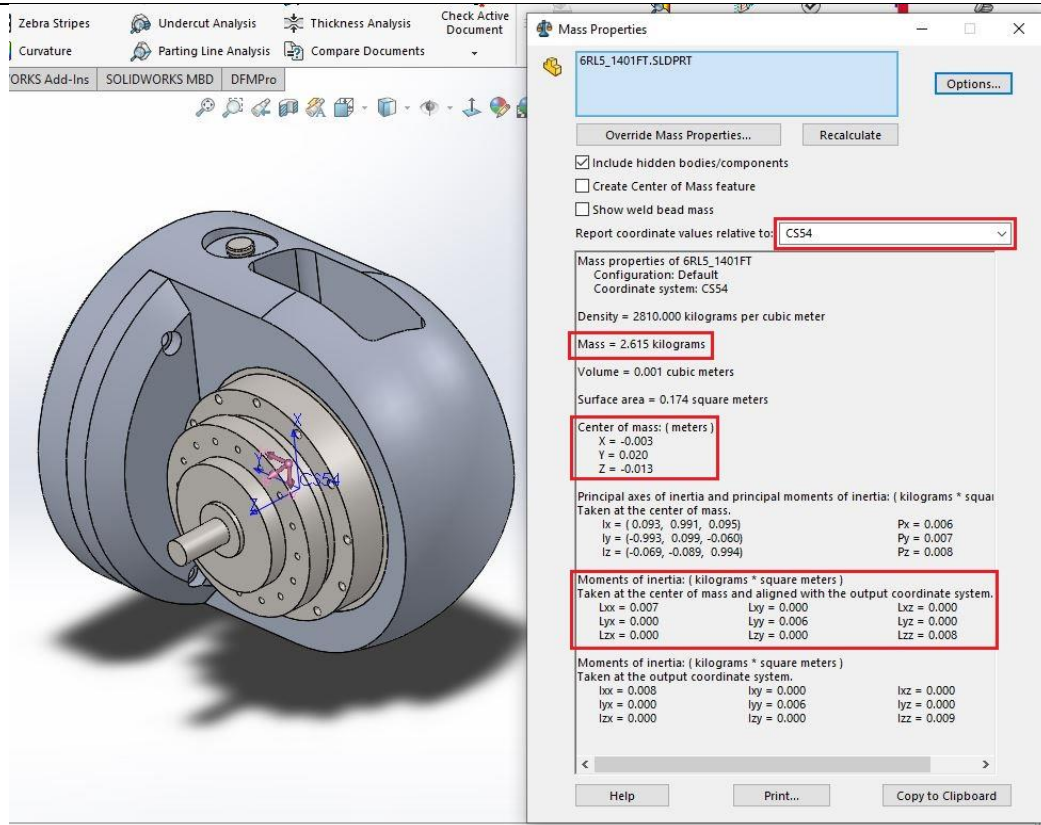 Zebra Stripes
Undercut Analysis
Thickness Analysis
Check Active
Document
Curvature
Parting Line Analysis
Compare Documents
ORKS Add-Ins
SOLIDWORKS MBD
DFMPro
X
Y
Z
CS54
Mass Properties
6RL5_1401FT.SLDPRT
Options...
Override Mass Properties...
Recalculate
Include hidden bodies/components
Create Center of Mass feature
Show weld bead mass
Report coordinate values relative to: CS54
Mass properties of 6RL5_1401FT
Configuration: Default
Coordinate system: CS54
Density = 2810.000 kilograms per cubic meter
Mass = 2.615 kilograms
Volume = 0.001 cubic meters
Surface area = 0.174 square meters
Center of mass: ( meters )
X = -0.003
Y = 0.020
Z = -0.013
Principal axes of inertia and principal moments of inertia: ( kilograms * squar
Taken at the center of mass.
Ix = ( 0.093, 0.991, 0.095) Px = 0.006
Iy = (-0.993, 0.099, -0.060) Py = 0.007
Iz = (-0.069, -0.089, 0.994) Pz = 0.008
Moments of inertia: ( kilograms * square meters )
Taken at the center of mass and aligned with the output coordinate system.
Lxx = 0.007 Lxy = 0.000 Lxz = 0.000
Lyx = 0.000 Lyy = 0.006 Lyz = 0.000
Lzx = 0.000 Lzy = 0.000 Lzz = 0.008
Moments of inertia: ( kilograms * square meters )
Taken at the output coordinate system.
Ixx = 0.008 Ixy = 0.000 Ixz = 0.000
Iyx = 0.000 Iyy = 0.006 Iyz = 0.000
Izx = 0.000 Izy = 0.000 Izz = 0.009
Help
Print...
Copy to Clipboard